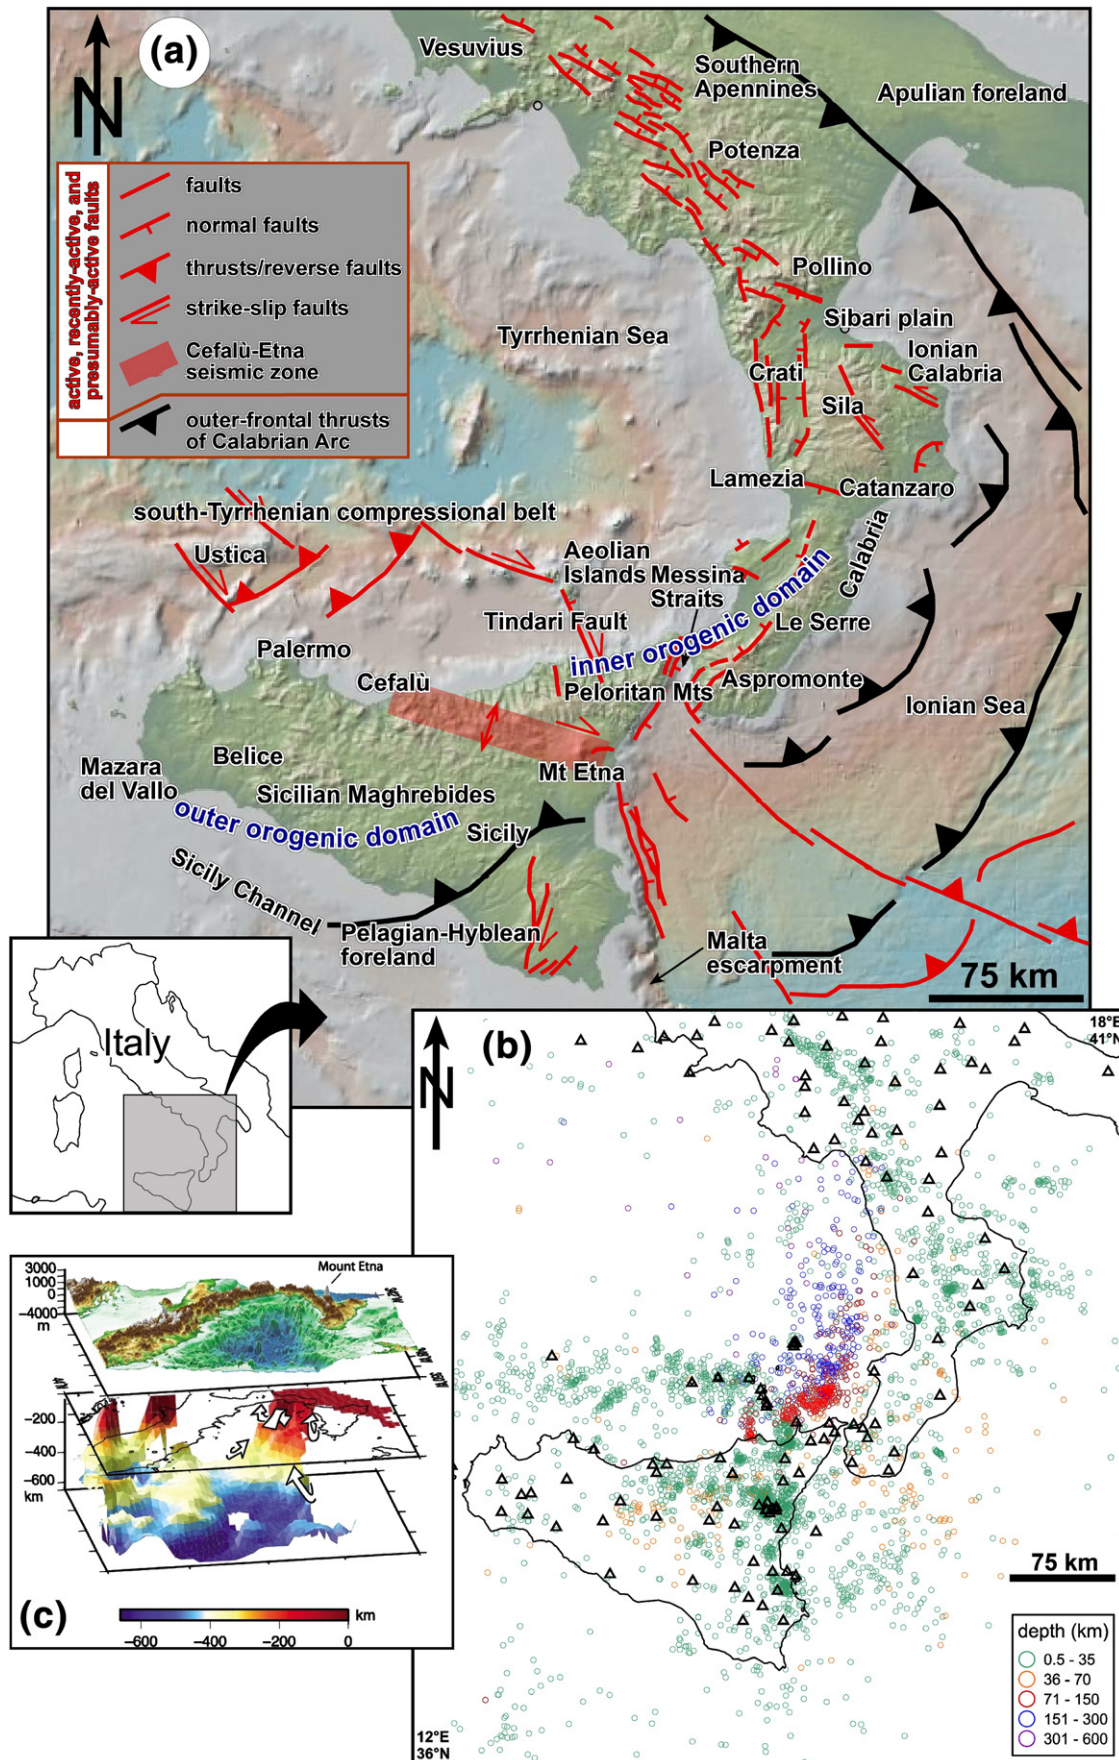 (a)
N
Vesuvius
Southern
Apennines
Apulian foreland
Potenza
active, recently-active, and
presumably-active faults
faults
normal faults
thrusts/reverse faults
strike-slip faults
Cefalù-Etna
seismic zone
outer-frontal thrusts
of Calabrian Arc
Pollino
Sibari plain
Tyrrhenian Sea
Ionian
Calabria
Crati
Sila
Lamezia
Catanzaro
south-Tyrrhenian compressional belt
Ustica
Aeolian
Islands
Messina
Straits
Calabria
Tindari Fault
inner orogenic domain
Le Serre
Palermo
Cefalù
Peloritan Mts
Aspromonte
Ionian Sea
Belice
Mazara
del Vallo
Mt Etna
Sicilian Maghrebides
outer orogenic domain
Sicily
Sicily Channel
Pelagian-Hyblean
foreland
Malta
escarpment
75 km
Italy
(b)
N
18°E
41°N
75 km
depth (km)
0.5 - 35
36 - 70
71 - 150
151 - 300
301 - 600
12°E
36°N
3000
1000
0
−4000
m
Mount Etna
−200
−400
−600
km
(c)
km
−600
−400
−200
0